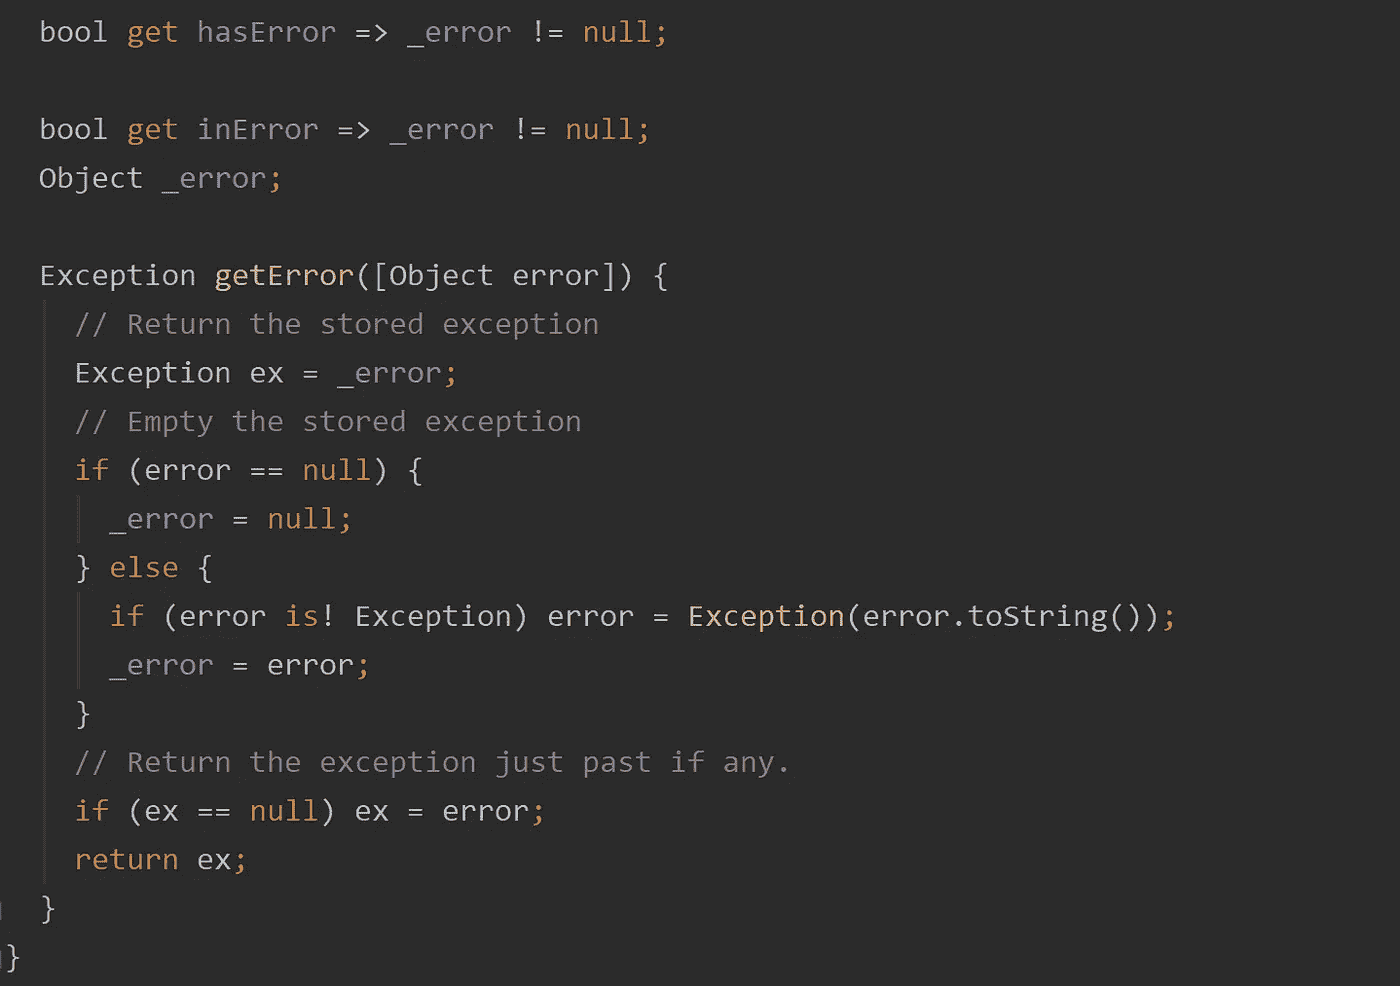 bool get hasError => _error != null;
bool get inError => _error != null;
Object _error;
Exception getError([Object error]) {
// Return the stored exception
Exception ex = _error;
// Empty the stored exception
if (error == null) {
_error = null;
} else {
if (error is! Exception) error = Exception(error.toString());
_error = error;
}
// Return the exception just past if any.
if (ex == null) ex = error;
return ex;
}
}